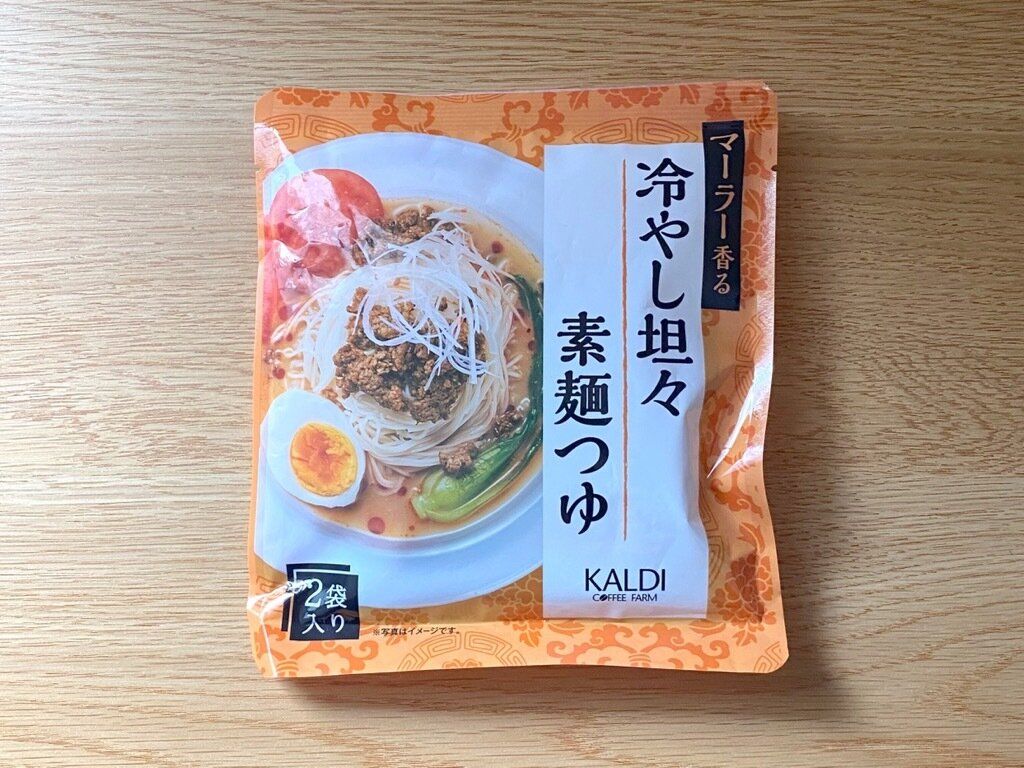 マーラー香る
冷やし坦々
素麺つゆ
KALDI
COFFEE FARM
2袋
入り
※写真はイメージです。